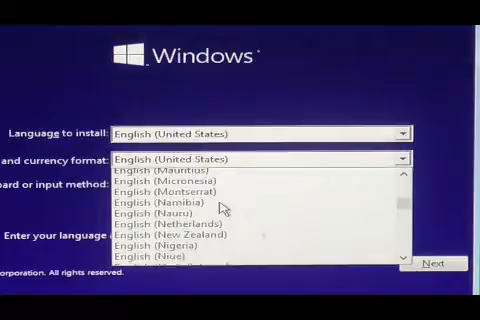 Windows
Language to install: English (United States)
and currency format: English (United States)
English (Mauritius)
English (Micronesia)
English (Montserrat)
board or input method:
English (Namibia)
English (Nauru)
English (Netherlands)
Enter your language
English (New Zealand)
English (Nigeria)
English (Niue)
Next
orporation. All rights reserved.